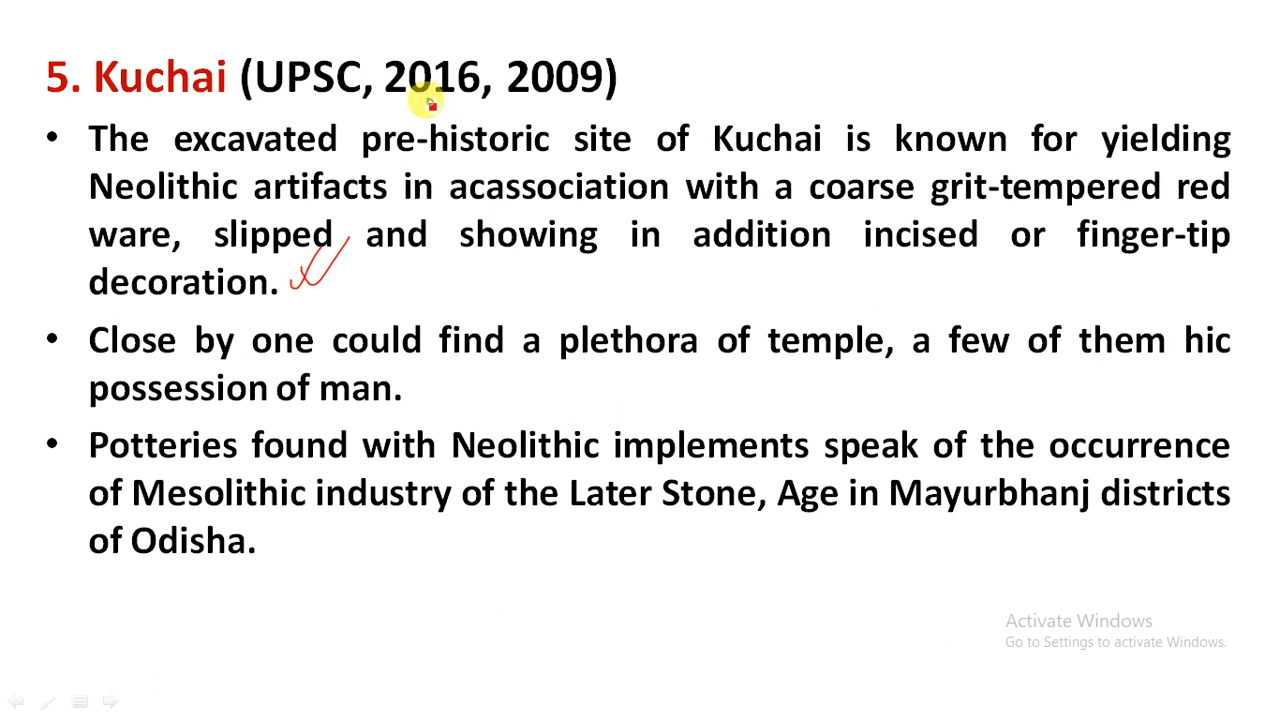 5. Kuchai (UPSC, 2016, 2009)
• The excavated pre-historic site of Kuchai is known for yielding
Neolithic artifacts in acassociation with a coarse grit-tempered red
ware, slipped and showing in addition incised or finger-tip
decoration.
• Close by one could find a plethora of temple, a few of them hic
possession of man.
• Potteries found with Neolithic implements speak of the occurrence
of Mesolithic industry of the Later Stone, Age in Mayurbhanj districts
of Odisha.
Activate Windows
Go to Settings to activate Windows.